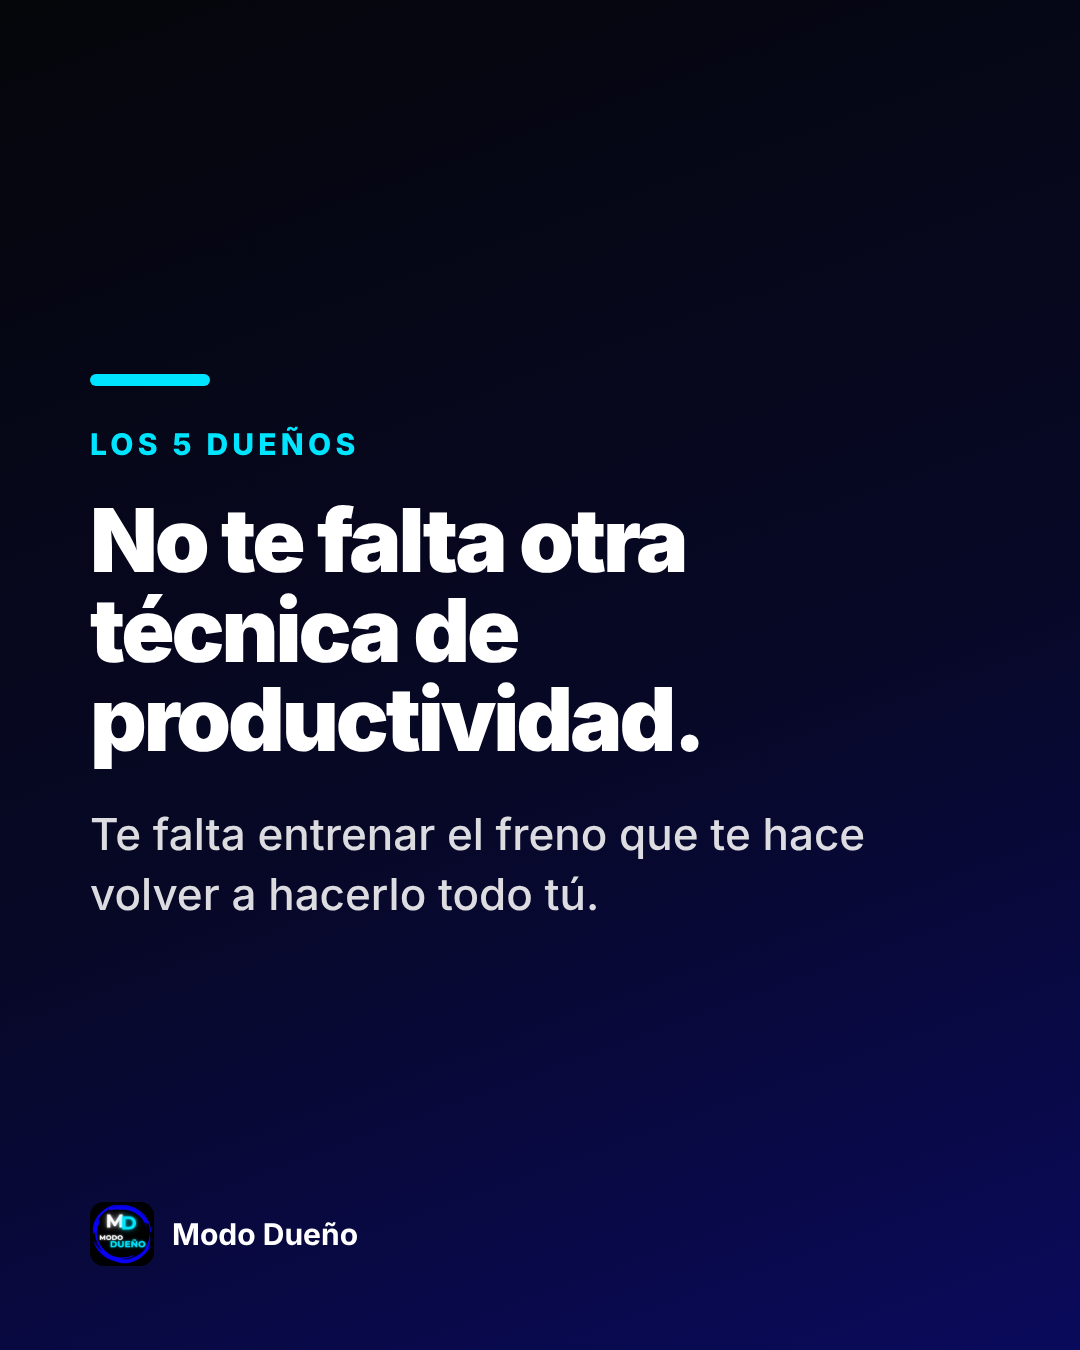 LOS 5 DUEÑOS
No te falta otra
técnica de
productividad.
Te falta entrenar el freno que te hace
volver a hacerlo todo tú.
MD
MODO
DUEÑO
Modo Dueño